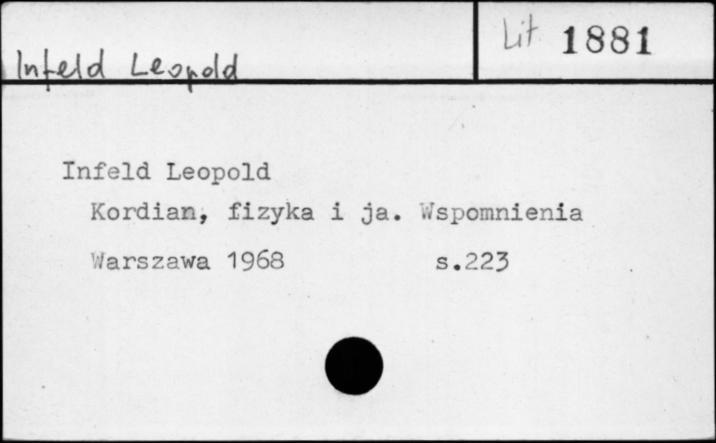 Infeld Leopold
Lit. 1881
Infeld Leopold
Kordian, fizyka i ja. Wspomnienia
Warszawa 1968 s.223